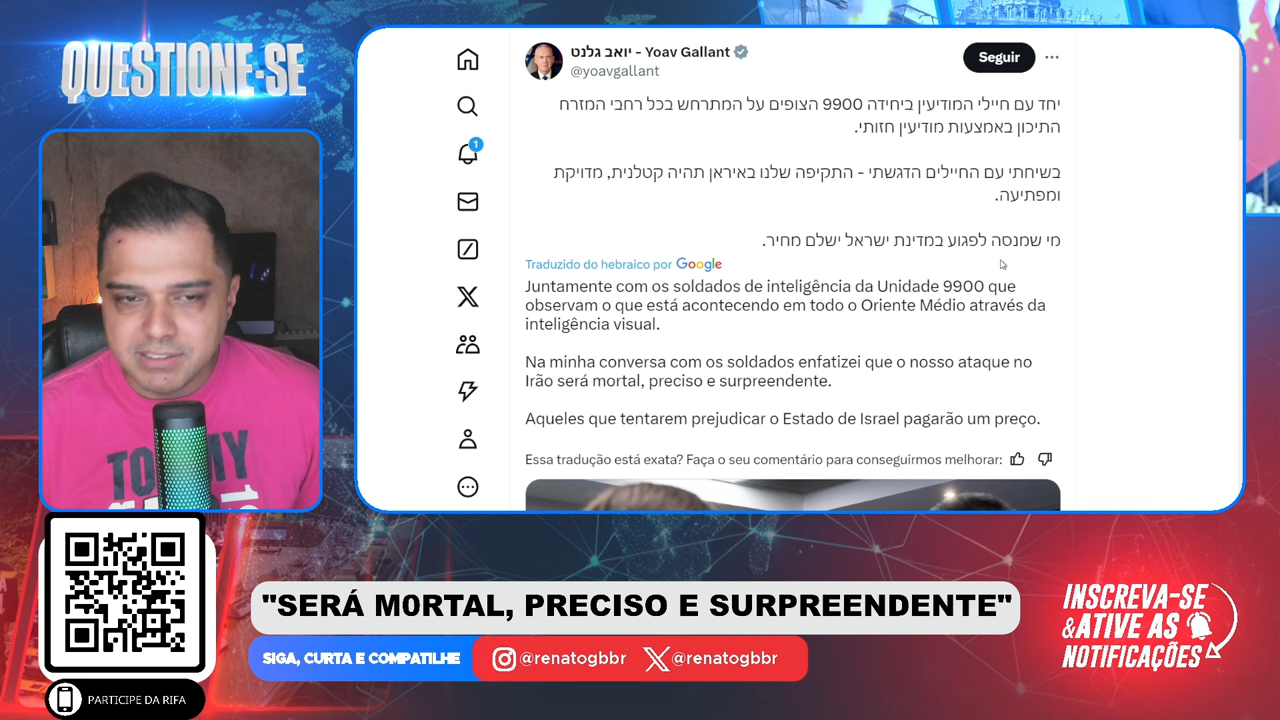 QUESTIONE-SE
יואב גלנט - Yoav Gallant
@yoavgallant
Seguir
1
יחד עם חיילי המודיעין ביחידה 9900 הצופים על המתרחש בכל רחבי המזרח
התיכון באמצעות מודיעין חזותי.
בשיחתי עם החיילים הדגשתי - התקיפה שלנו באיראן תהיה קטלנית, מדויקת
ומפתיעה.
מי שמנסה לפגוע במדינת ישראל ישלם מחיר.
Traduzido do hebraico por Google
Juntamente com os soldados de inteligência da Unidade 9900 que
observam o que está acontecendo em todo o Oriente Médio através da
inteligência visual.
Na minha conversa com os soldados enfatizei que o nosso ataque no
Irão será mortal, preciso e surpreendente.
Aqueles que tentarem prejudicar o Estado de Israel pagarão um preço.
Essa tradução está exata? Faça o seu comentário para conseguirmos melhorar:
"SERÁ M0RTAL, PRECISO E SURPREENDENTE"
SIGA, CURTA E COMPATILHE
@renatogbbr
@renatogbbr
INSCREVA-SE
&ATIVE AS
NOTIFICAÇÕES
PARTICIPE DA RIFA